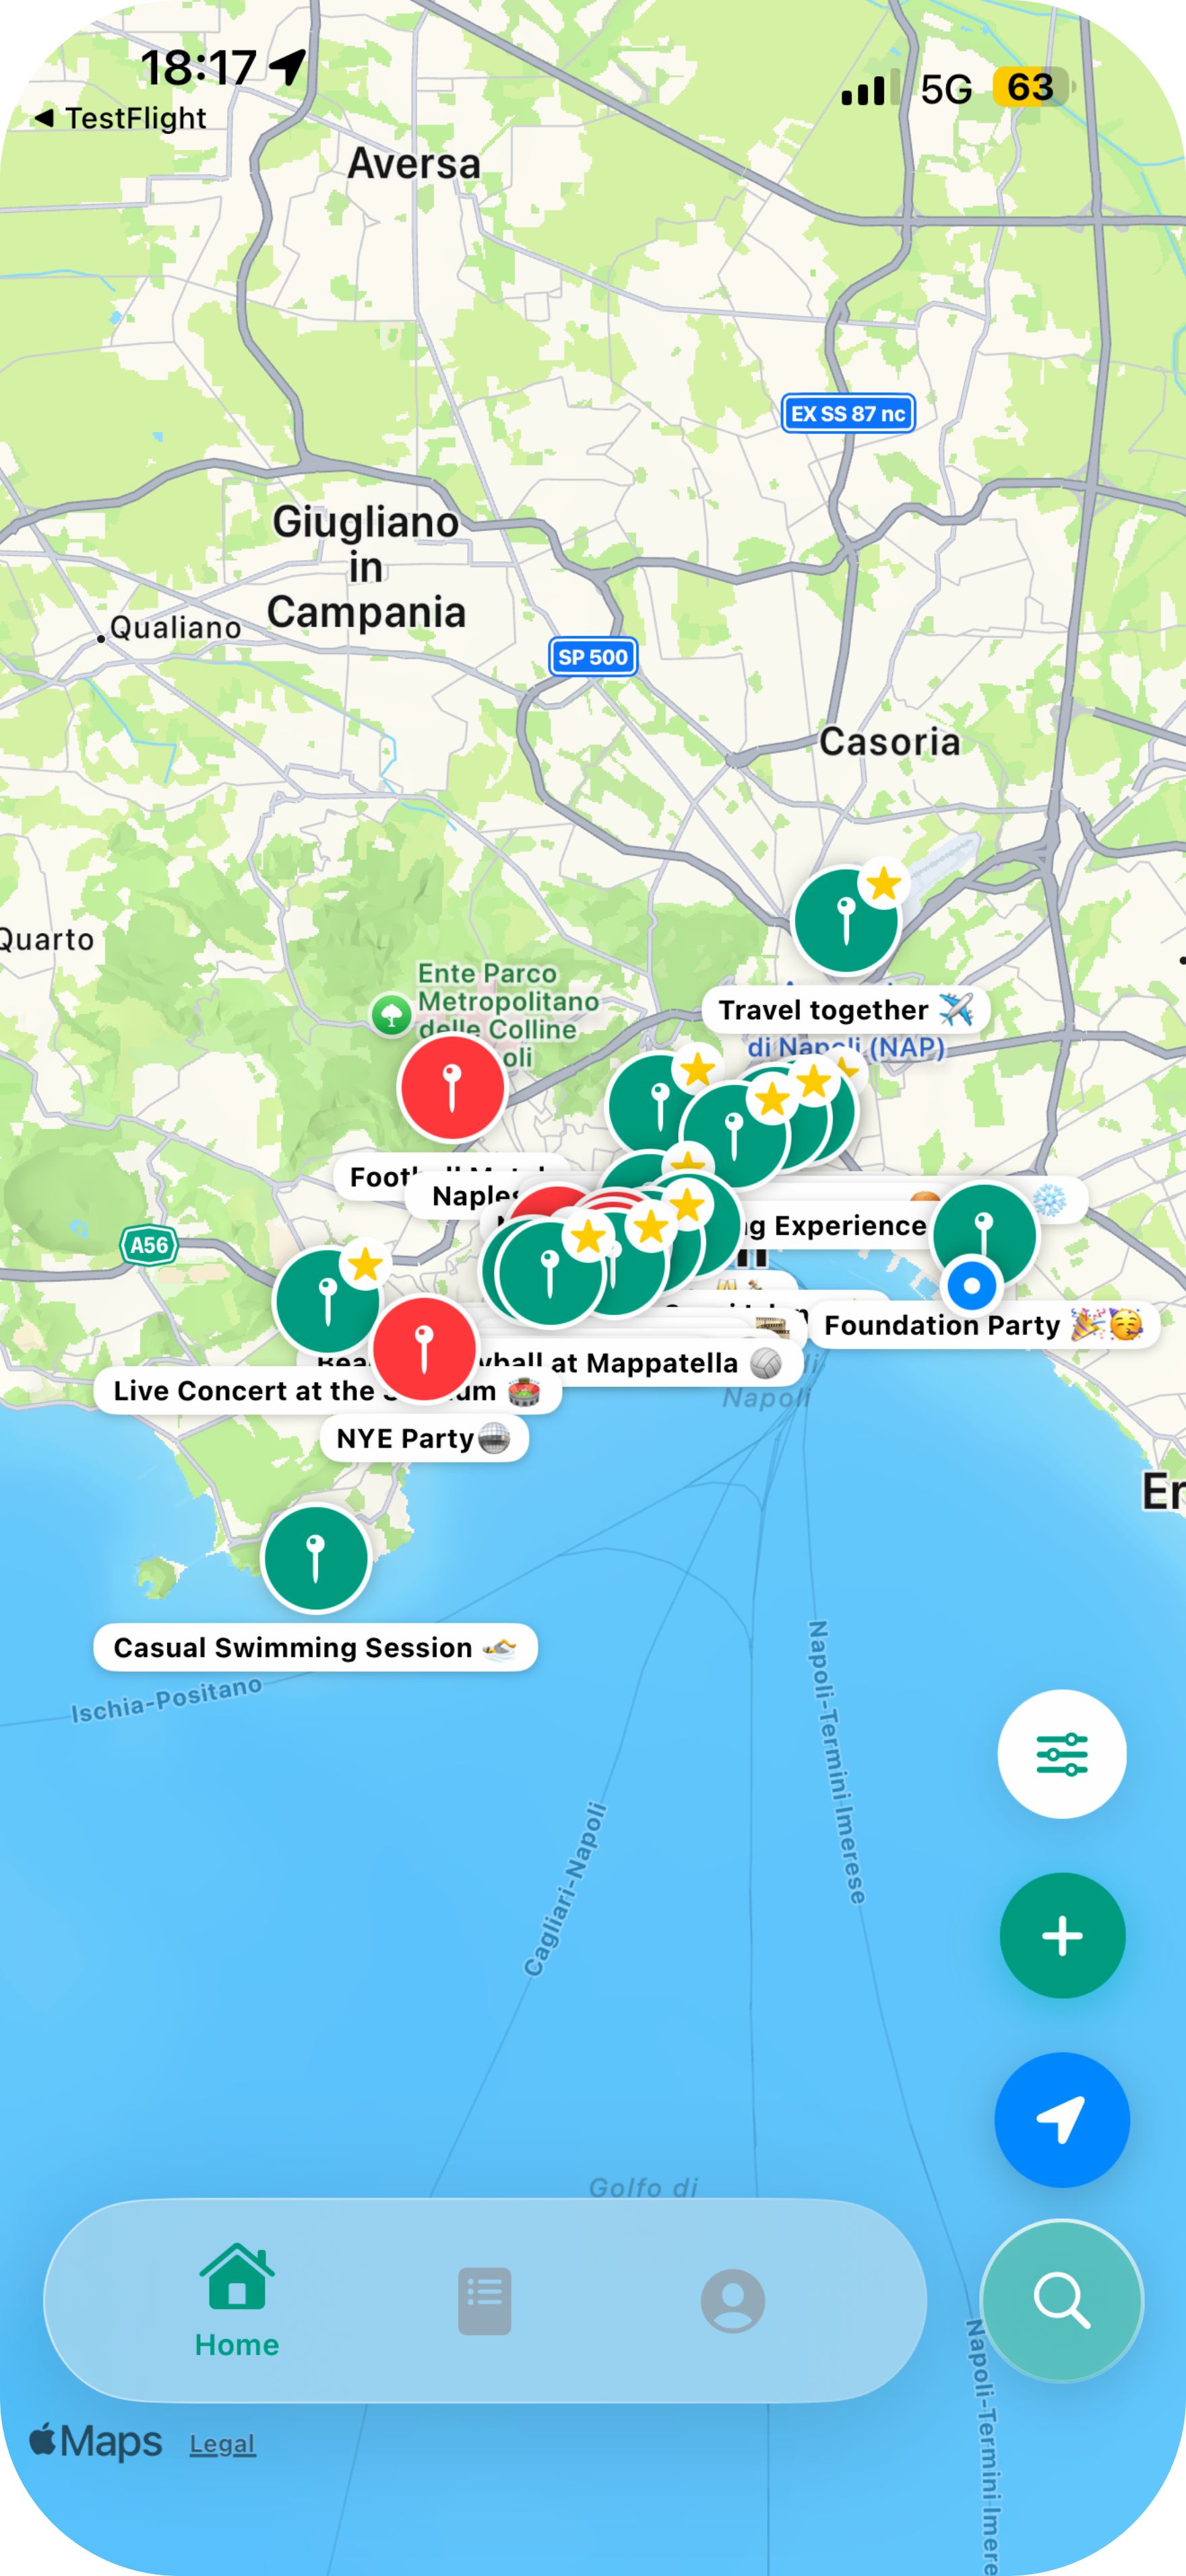 18:17
5G
63
TestFlight
Aversa
EX SS 87 nc
Giugliano
in
Campania
Qualiano
SP 500
Casoria
Quarto
Ente Parco
Metropolitano
delle Colline
oli
Travel together ✈️
di Napoli (NAP)
Naples
g Experience
❄️
A56
Foundation Party 🎉🥳
at Mappatella 🏐
Live Concert at the
um 🏟️
Napoli
NYE Party🪩
Er
Casual Swimming Session 🏊
Ischia-Positano
Napoli-Termini Imerese
Cagliari-Napoli
Golfo di
Home
Napoli-Termini Imere
Maps
Legal